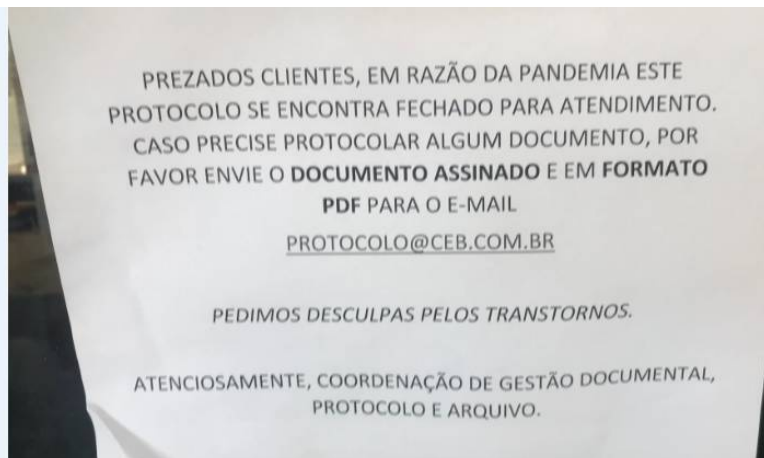 PREZADOS CLIENTES, EM RAZÃO DA PANDEMIA ESTE
PROTOCOLO SE ENCONTRA FECHADO PARA ATENDIMENTO.
CASO PRECISE PROTOCOLAR ALGUM DOCUMENTO, POR
FAVOR ENVIE O DOCUMENTO ASSINADO E EM FORMATO
PDF PARA O E-MAIL
PROTOCOLO@CEB.COM.BR
PEDIMOS DESCULPAS PELOS TRANSTORNOS.
ATENCIOSAMENTE, COORDENAÇÃO DE GESTÃO DOCUMENTAL,
PROTOCOLO E ARQUIVO.